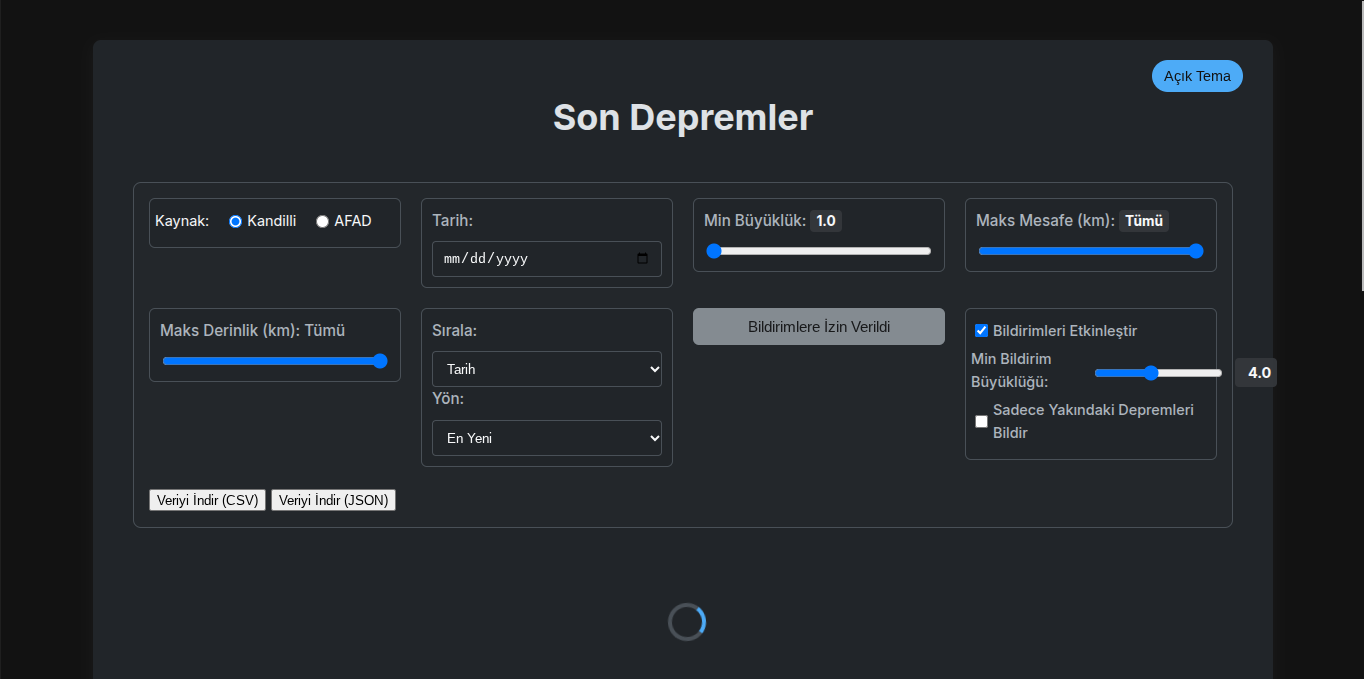 Açık Tema
Son Depremler
Kaynak: Kandilli AFAD
Tarih:
mm/dd/yyyy
Min Büyüklük: 1.0
Maks Mesafe (km): Tümü
Maks Derinlik (km): Tümü
Sırala:
Tarih
Yön:
En Yeni
Bildirimlere İzin Verildi
Bildirimleri Etkinleştir
Min Bildirim
Büyüklüğü:
4.0
Sadece Yakındaki Depremleri
Bildir
Veriyi İndir (CSV) Veriyi İndir (JSON)